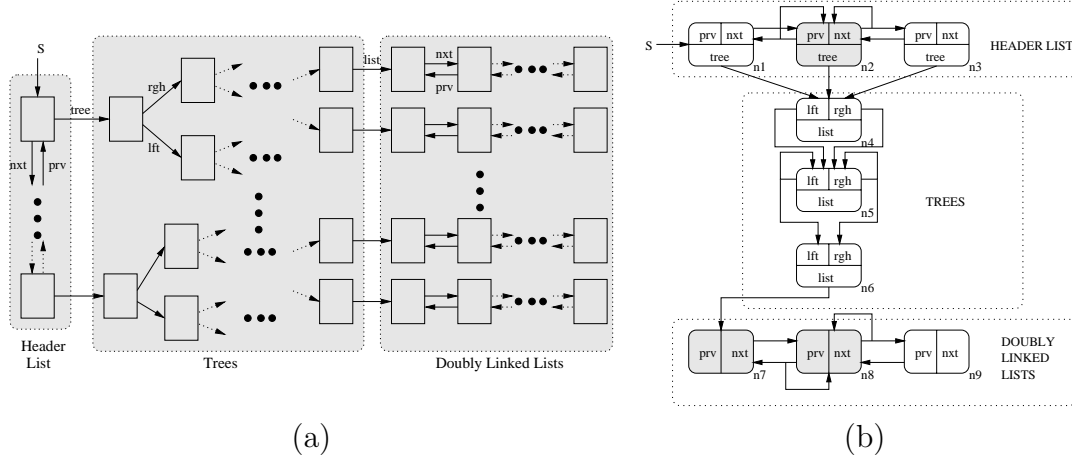 S
tree
nxt
prv
rgh
lft
list
nxt
prv
Header
List
Trees
Doubly Linked Lists
(a)
S
prv nxt
tree
n1
prv nxt
tree
n2
prv nxt
tree
n3
HEADER LIST
lft rgh
list
n4
lft rgh
list
n5
TREES
lft rgh
list
n6
prv nxt
n7
prv nxt
n8
prv nxt
n9
DOUBLY
LINKED
LISTS
(b)